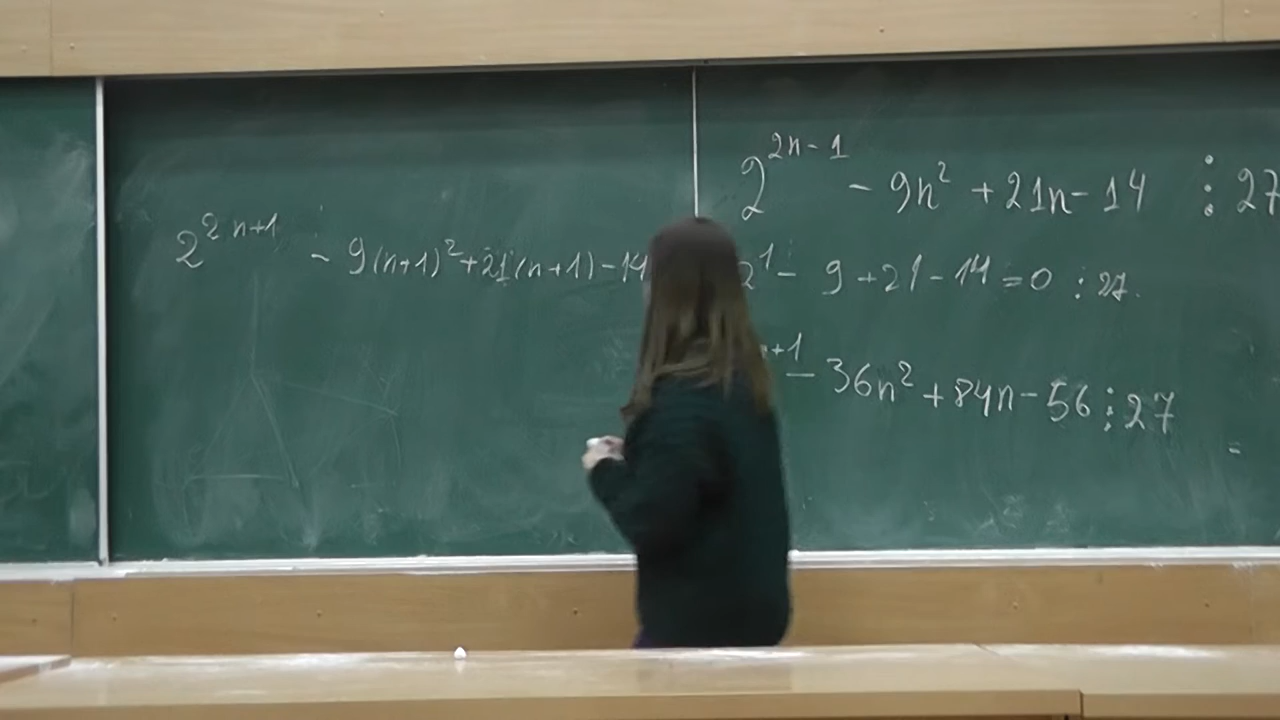 2^{2n+1} - 9(n+1)^2 + 21(n+1) - 14
2^{2n-1} - 9n^2 + 21n - 14 ⋮ 27
2^1 - 9 + 21 - 14 = 0 ⋮ 27.
+1 - 36n^2 + 84n - 56 ⋮ 27